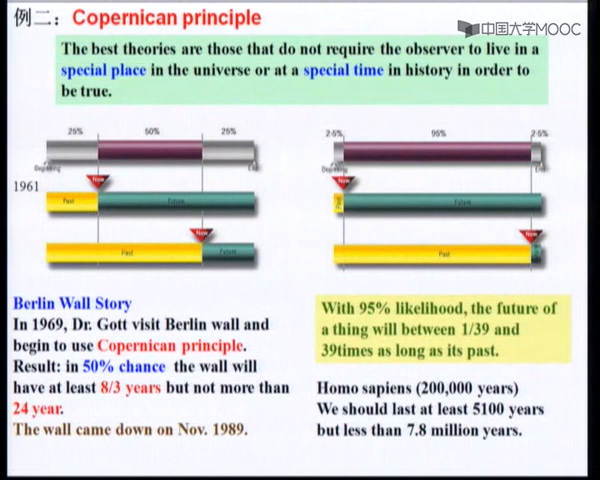 例二：Copernican principle
中国大学MOOC
The best theories are those that do not require the observer to live in a
special place in the universe or at a special time in history in order to
be true.
25% 50% 25%
Beginning End
1961
Now
Past Future
Now
Past Future
2·5% 95% 2·5%
Beginning End
Now
Past Future
Now
Past
Berlin Wall Story
In 1969, Dr. Gott visit Berlin wall and
begin to use Copernican principle.
Result: in 50% chance the wall will
have at least 8/3 years but not more than
24 year.
The wall came down on Nov. 1989.
With 95% likelihood, the future of
a thing will between 1/39 and
39times as long as its past.
Homo sapiens (200,000 years)
We should last at least 5100 years
but less than 7.8 million years.